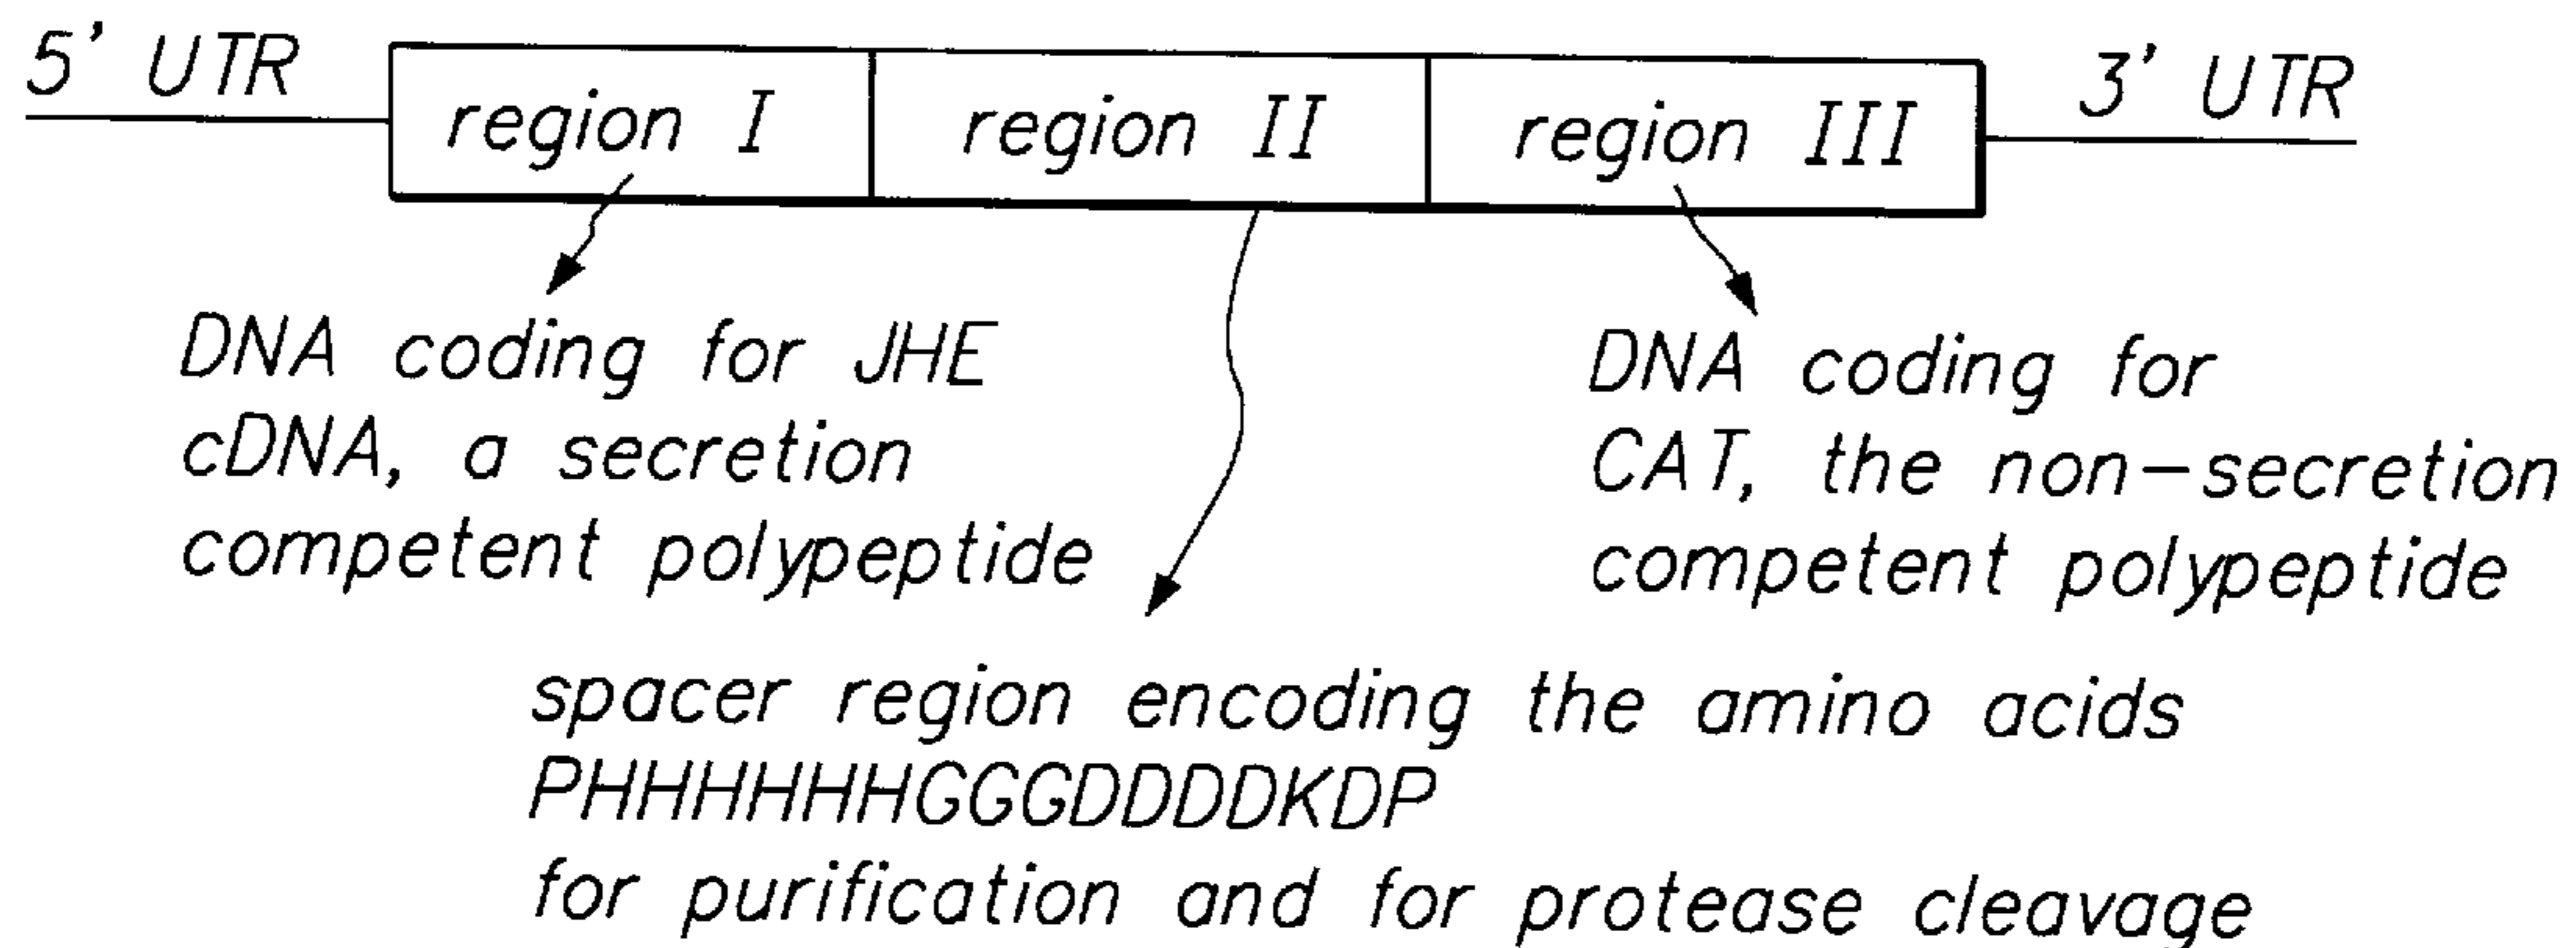 5' UTR
region I
region II
region III
3' UTR
DNA coding for JHE
cDNA, a secretion
competent polypeptide
DNA coding for
CAT, the non-secretion
competent polypeptide
spacer region encoding the amino acids
PHHHHHHGGGDDDDKDP
for purification and for protease cleavage